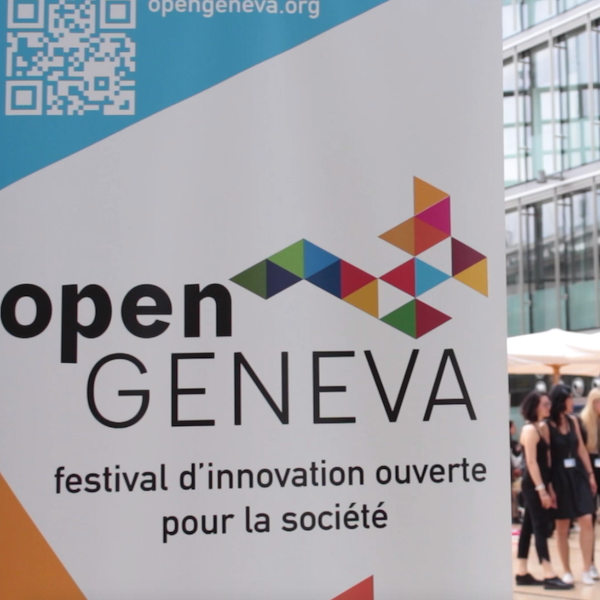 opengeneva.org
open
GENEVA
festival d'innovation ouverte
pour la société